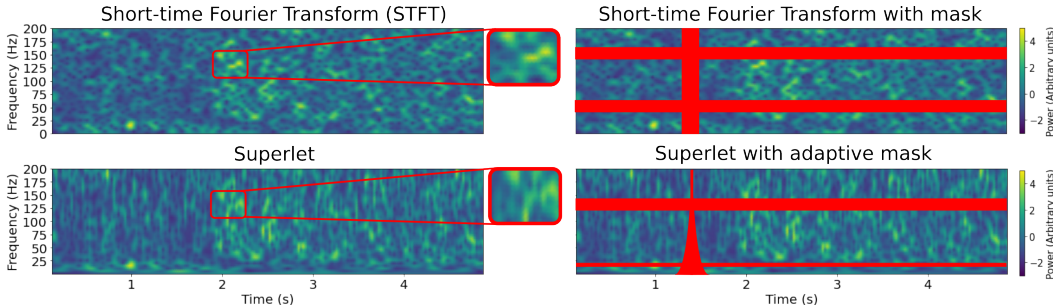 Short-time Fourier Transform (STFT)
Short-time Fourier Transform with mask
Frequency (Hz)
200
175
150
125
100
75
50
25
0
4
2
0
−2
Power (Arbitrary units)
Superlet
Superlet with adaptive mask
Frequency (Hz)
200
175
150
125
100
75
50
25
4
2
0
−2
Power (Arbitrary units)
1 2 3 4
1 2 3 4
Time (s)
Time (s)